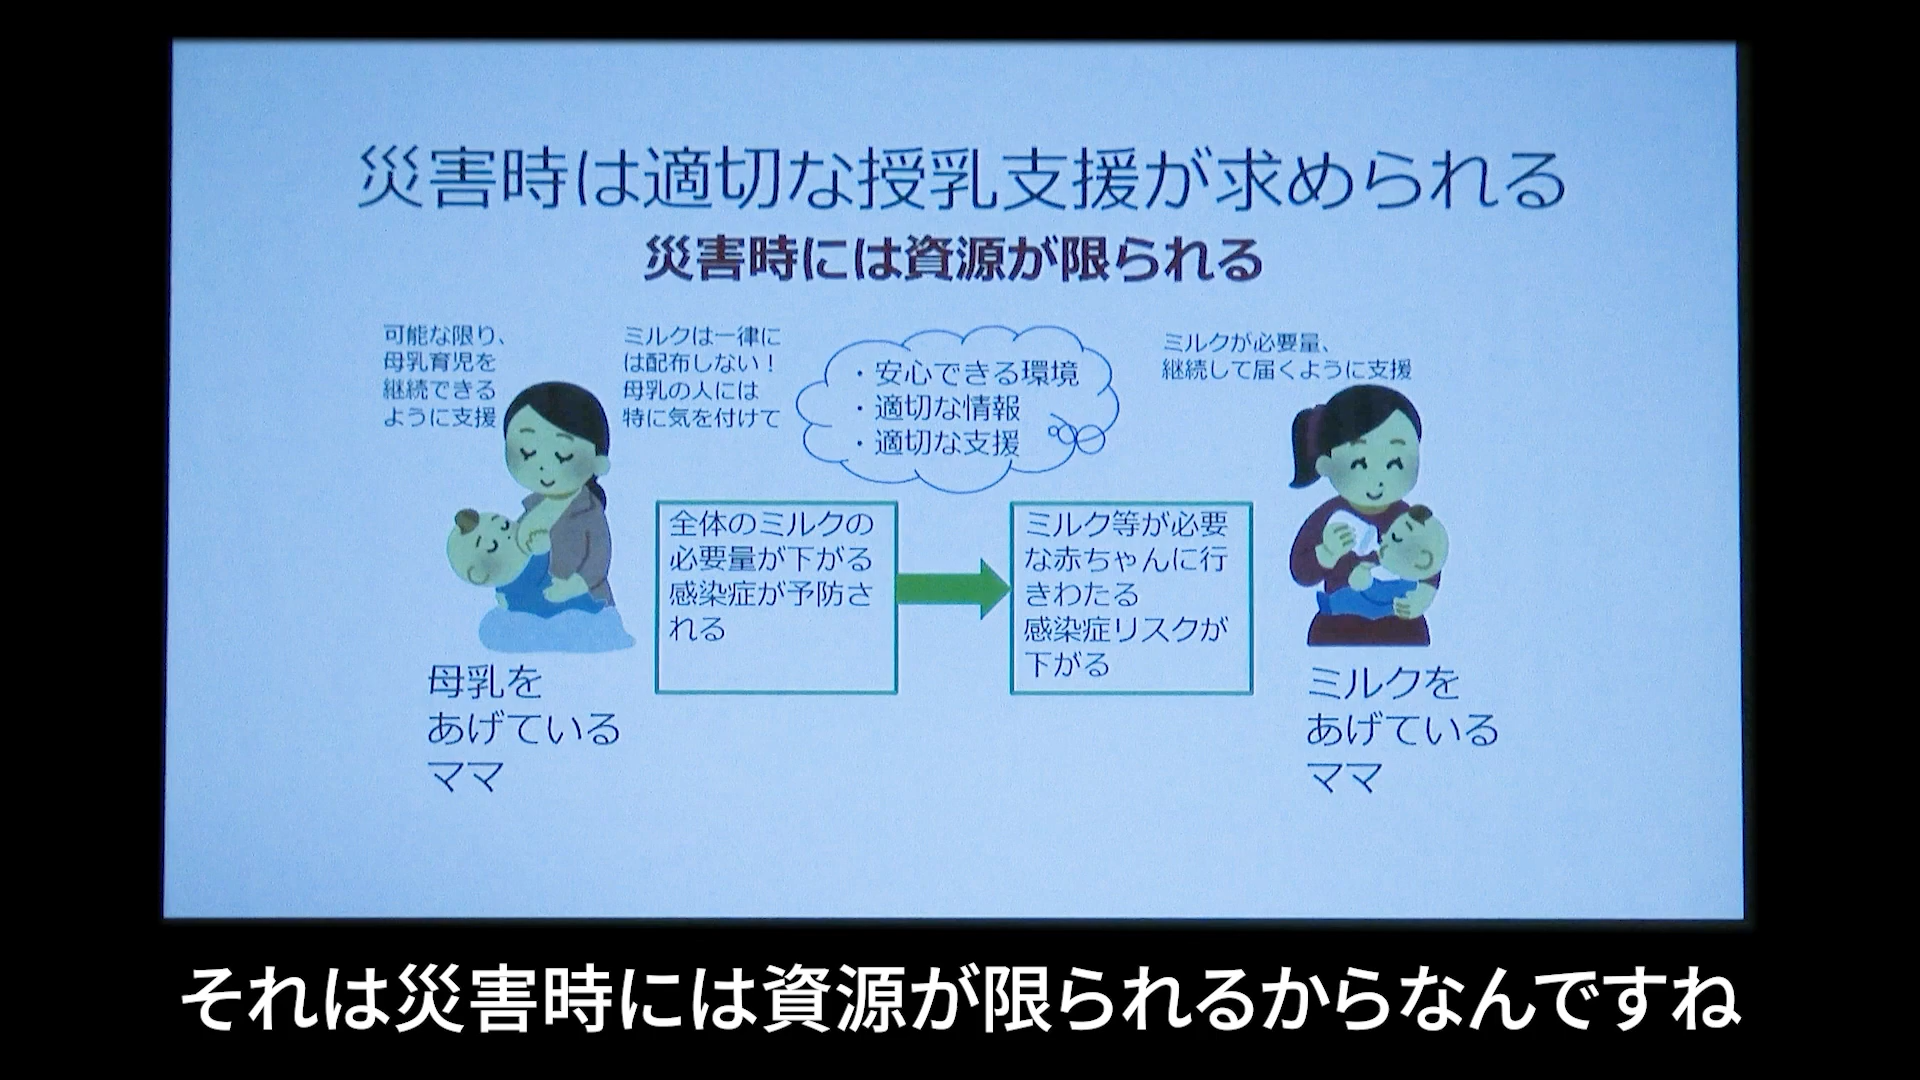 災害時は適切な授乳支援が求められる
災害時には資源が限られる
可能な限り、
母乳育児を
継続できる
ように支援
ミルクは一律に
は配布しない！
母乳の人には
特に気を付けて
・安心できる環境
・適切な情報
・適切な支援
ミルクが必要量、
継続して届くように支援
全体のミルクの
必要量が下がる
感染症が予防さ
れる
ミルク等が必要
な赤ちゃんに行
きわたる
感染症リスクが
下がる
母乳を
あげている
ママ
ミルクを
あげている
ママ
それは災害時には資源が限られるからなんですね